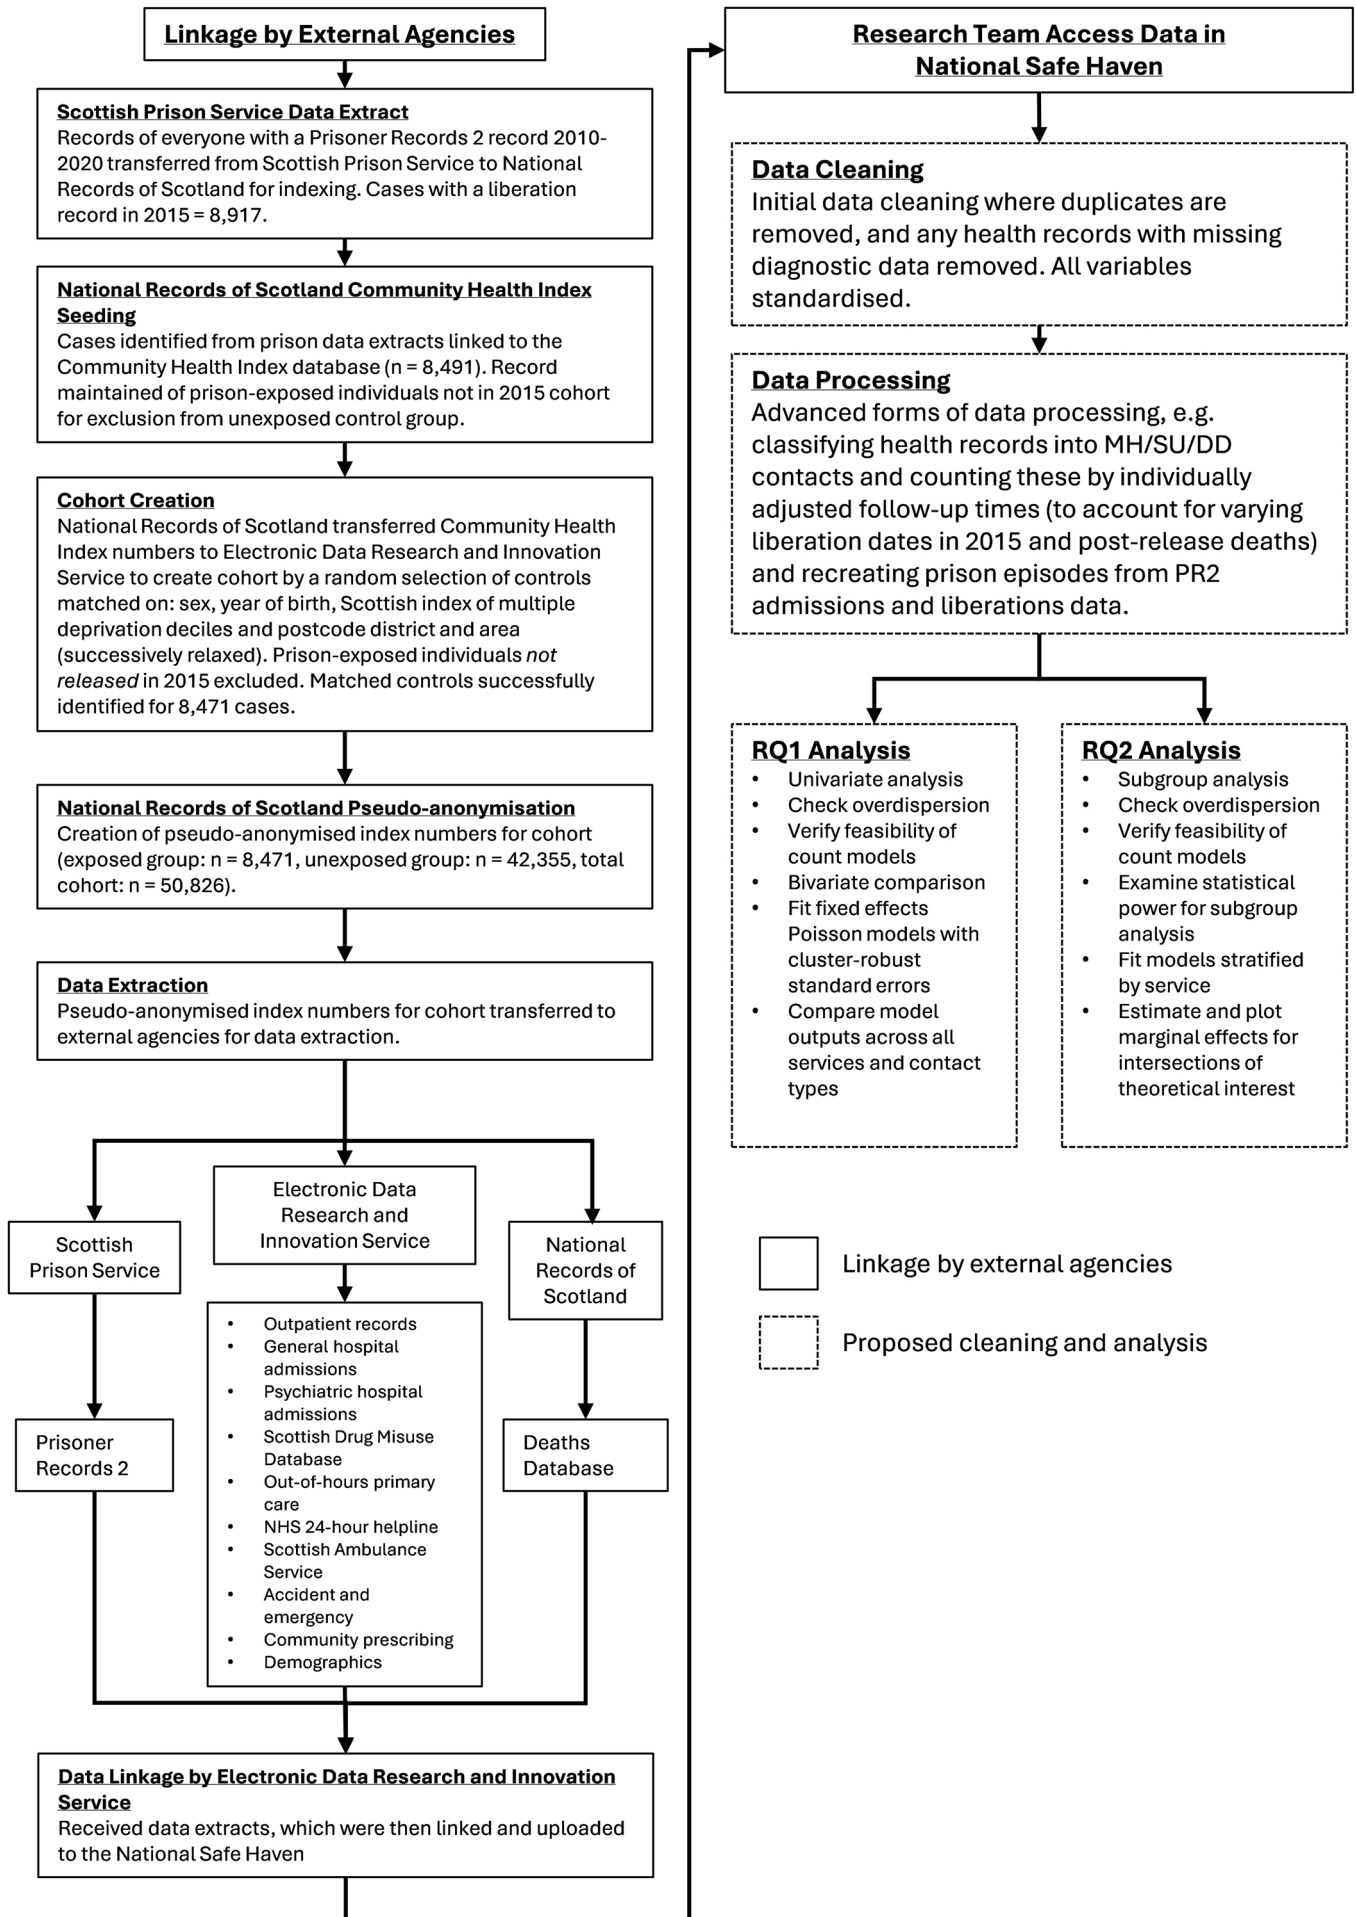 Linkage by External Agencies
Scottish Prison Service Data Extract
Records of everyone with a Prisoner Records 2 record 2010-
2020 transferred from Scottish Prison Service to National
Records of Scotland for indexing. Cases with a liberation
record in 2015 = 8,917.
National Records of Scotland Community Health Index
Seeding
Cases identified from prison data extracts linked to the
Community Health Index database (n = 8,491). Record
maintained of prison-exposed individuals not in 2015 cohort
for exclusion from unexposed control group.
Cohort Creation
National Records of Scotland transferred Community Health
Index numbers to Electronic Data Research and Innovation
Service to create cohort by a random selection of controls
matched on: sex, year of birth, Scottish index of multiple
deprivation deciles and postcode district and area
(successively relaxed). Prison-exposed individuals not
released in 2015 excluded. Matched controls successfully
identified for 8,471 cases.
National Records of Scotland Pseudo-anonymisation
Creation of pseudo-anonymised index numbers for cohort
(exposed group: n = 8,471, unexposed group: n = 42,355, total
cohort: n = 50,826).
Data Extraction
Pseudo-anonymised index numbers for cohort transferred to
external agencies for data extraction.
Scottish
Prison Service
Electronic Data
Research and
Innovation Service
National
Records of
Scotland
Prisoner
Records 2
• Outpatient records
• General hospital
admissions
• Psychiatric hospital
admissions
• Scottish Drug Misuse
Database
• Out-of-hours primary
care
• NHS 24-hour helpline
• Scottish Ambulance
Service
• Accident and
emergency
• Community prescribing
• Demographics
Deaths
Database
Data Linkage by Electronic Data Research and Innovation
Service
Received data extracts, which were then linked and uploaded
to the National Safe Haven
Research Team Access Data in
National Safe Haven
Data Cleaning
Initial data cleaning where duplicates are
removed, and any health records with missing
diagnostic data removed. All variables
standardised.
Data Processing
Advanced forms of data processing, e.g.
classifying health records into MH/SU/DD
contacts and counting these by individually
adjusted follow-up times (to account for varying
liberation dates in 2015 and post-release deaths)
and recreating prison episodes from PR2
admissions and liberations data.
RQ1 Analysis
• Univariate analysis
• Check overdispersion
• Verify feasibility of
count models
• Bivariate comparison
• Fit fixed effects
Poisson models with
cluster-robust
standard errors
• Compare model
outputs across all
services and contact
types
RQ2 Analysis
• Subgroup analysis
• Check overdispersion
• Verify feasibility of
count models
• Examine statistical
power for subgroup
analysis
• Fit models stratified
by service
• Estimate and plot
marginal effects for
intersections of
theoretical interest
Linkage by external agencies
Proposed cleaning and analysis